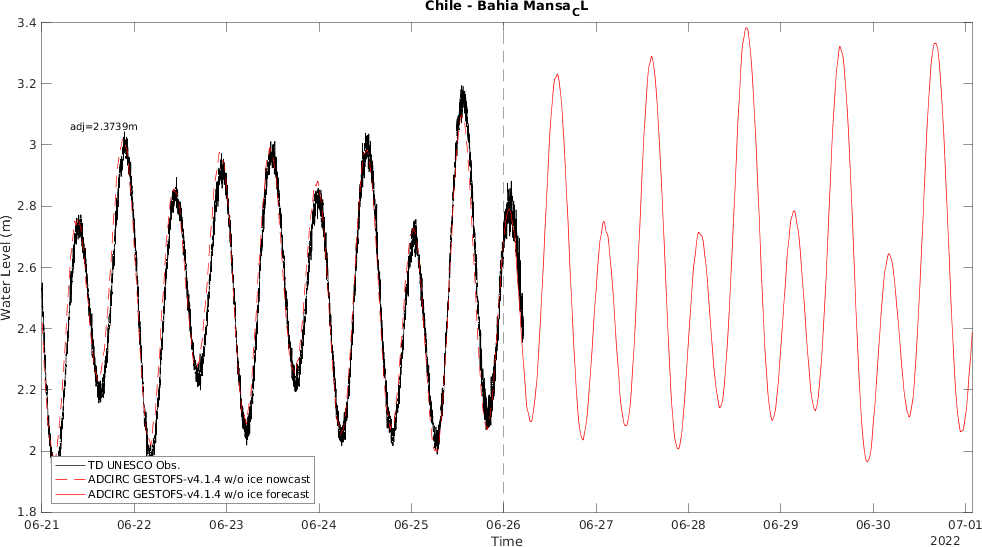 Chile - Bahia Mansa_CL
3.4
3.2
3
2.8
2.6
2.4
2.2
2
1.8
Water Level (m)
adj=2.3739m
TD UNESCO Obs.
ADCIRC GESTOFS-v4.1.4 w/o ice nowcast
ADCIRC GESTOFS-v4.1.4 w/o ice forecast
06-21 06-22 06-23 06-24 06-25 06-26 06-27 06-28 06-29 06-30 07-01
Time
2022